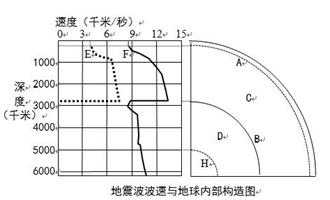 速度（千米/秒）
0 3 6 9 12 15
E F
1000
2000
3000
4000
5000
6000
深
度
(千米)
A
C
D B
H
地震波波速与地球内部构造图